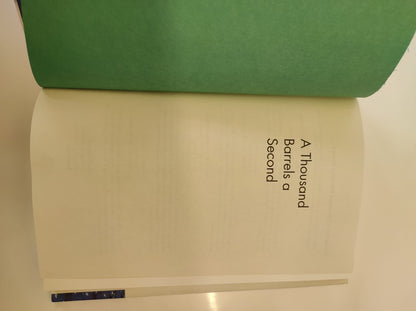 A Thousand
Barrels a
Second